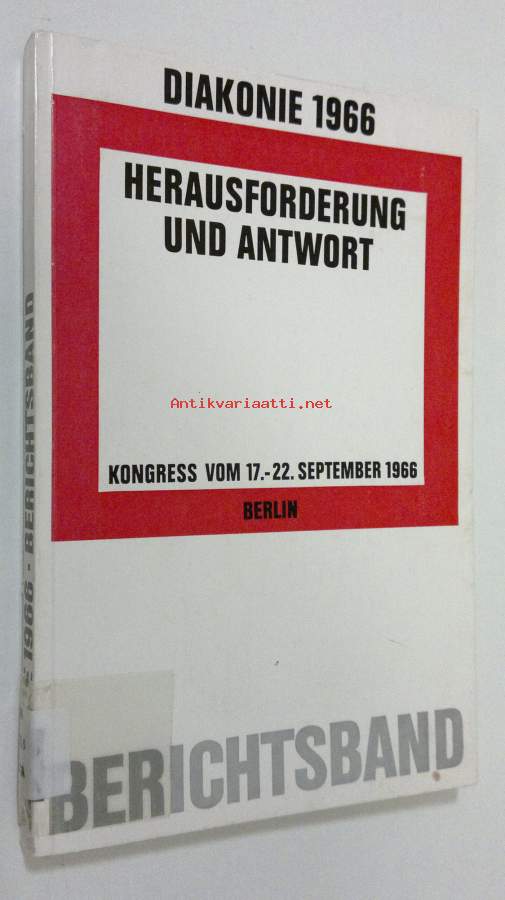 DIAKONIE 1966
HERAUSFORDERUNG
UND ANTWORT
Antikvariaatti.net
KONGRESS VOM 17.-22. SEPTEMBER 1966
BERLIN
BERICHTSBAND
1966 - BERICHTSBAND